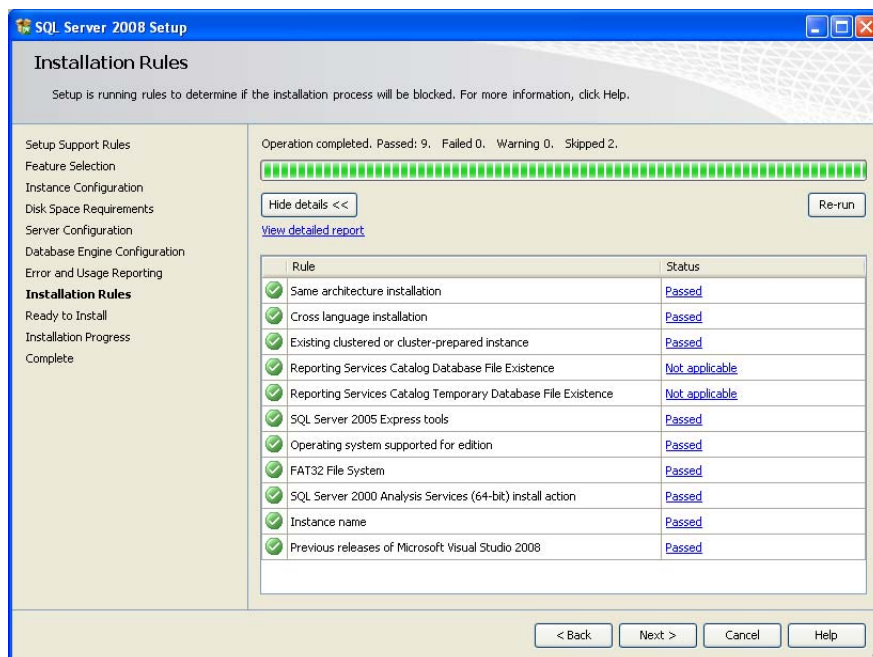 SQL Server 2008 Setup
Installation Rules
Setup is running rules to determine if the installation process will be blocked. For more information, click Help.
Setup Support Rules
Feature Selection
Instance Configuration
Disk Space Requirements
Server Configuration
Database Engine Configuration
Error and Usage Reporting
Installation Rules
Ready to Install
Installation Progress
Complete
Operation completed. Passed: 9. Failed 0. Warning 0. Skipped 2.
Hide details <<
Re-run
View detailed report
Rule Status
Same architecture installation Passed
Cross language installation Passed
Existing clustered or cluster-prepared instance Passed
Reporting Services Catalog Database File Existence Not applicable
Reporting Services Catalog Temporary Database File Existence Not applicable
SQL Server 2005 Express tools Passed
Operating system supported for edition Passed
FAT32 File System Passed
SQL Server 2000 Analysis Services (64-bit) install action Passed
Instance name Passed
Previous releases of Microsoft Visual Studio 2008 Passed
< Back Next > Cancel Help